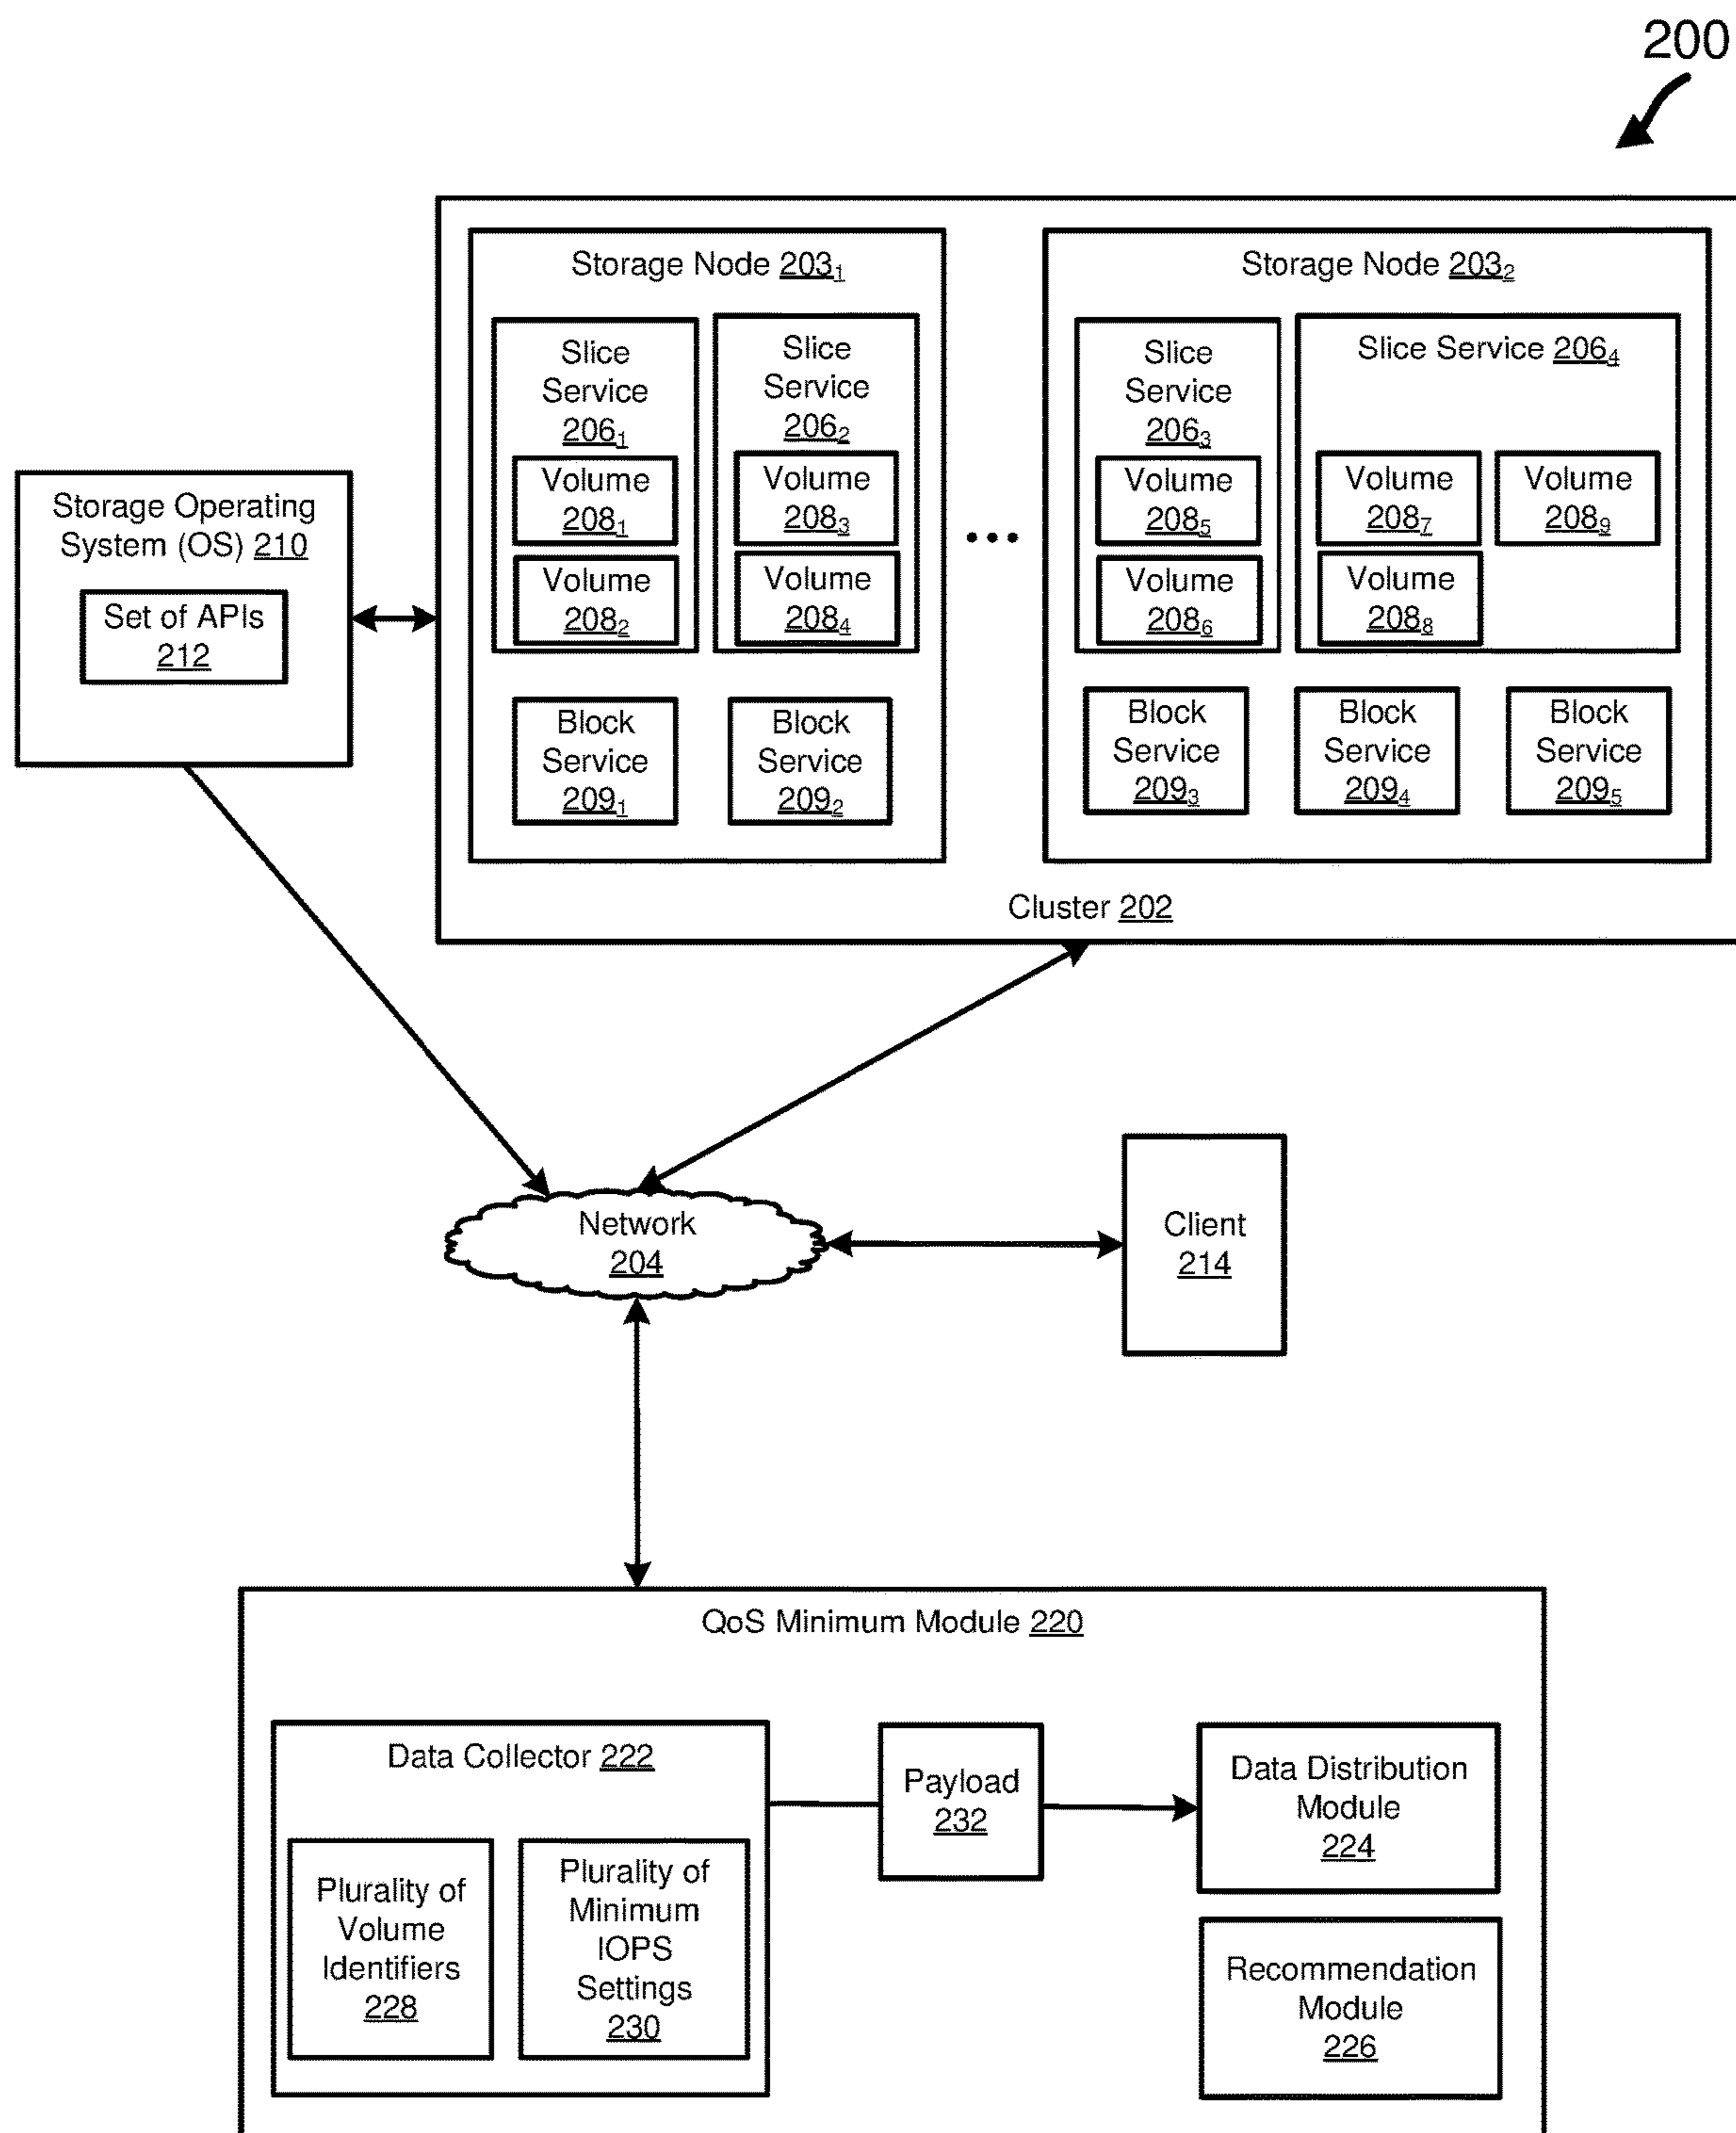 200
Storage Node 203₁
Slice
Service
206₁
Volume
208₁
Volume
208₂
Slice
Service
206₂
Volume
208₃
Volume
208₄
Block
Service
209₁
Block
Service
209₂
...
Storage Node 203₂
Slice
Service
206₃
Volume
208₅
Volume
208₆
Slice Service 206₄
Volume
208₇
Volume
208₉
Volume
208₈
Block
Service
209₃
Block
Service
209₄
Block
Service
209₅
Cluster 202
Storage Operating
System (OS) 210
Set of APIs
212
Network
204
Client
214
QoS Minimum Module 220
Data Collector 222
Plurality of
Volume
Identifiers
228
Plurality of
Minimum
IOPS
Settings
230
Payload
232
Data Distribution
Module
224
Recommendation
Module
226